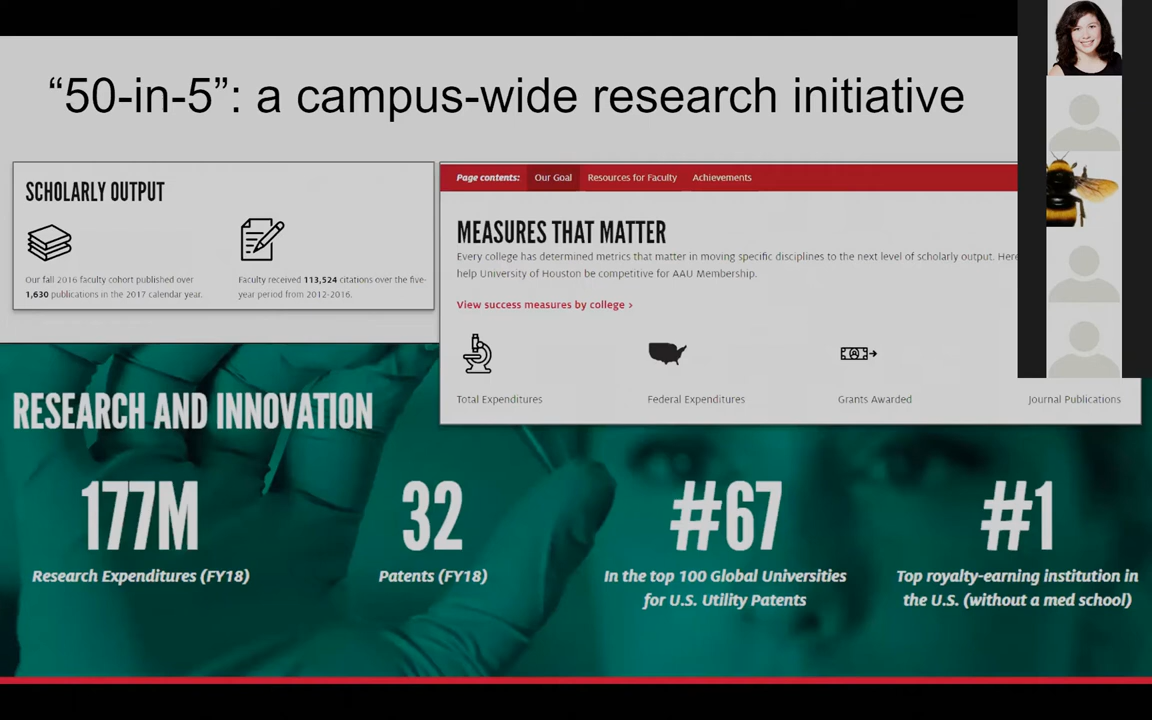 “50-in-5”: a campus-wide research initiative
SCHOLARLY OUTPUT
Our fall 2016 faculty cohort published over
1,630 publications in the 2017 calendar year.
Faculty received 113,524 citations over the five-
year period from 2012-2016.
Page contents: Our Goal Resources for Faculty Achievements
MEASURES THAT MATTER
Every college has determined metrics that matter in moving specific disciplines to the next level of scholarly output. Here
help University of Houston be competitive for AAU Membership.
View success measures by college >
Total Expenditures
Federal Expenditures
Grants Awarded
Journal Publications
RESEARCH AND INNOVATION
177M
Research Expenditures (FY18)
32
Patents (FY18)
#67
In the top 100 Global Universities
for U.S. Utility Patents
#1
Top royalty-earning institution in
the U.S. (without a med school)